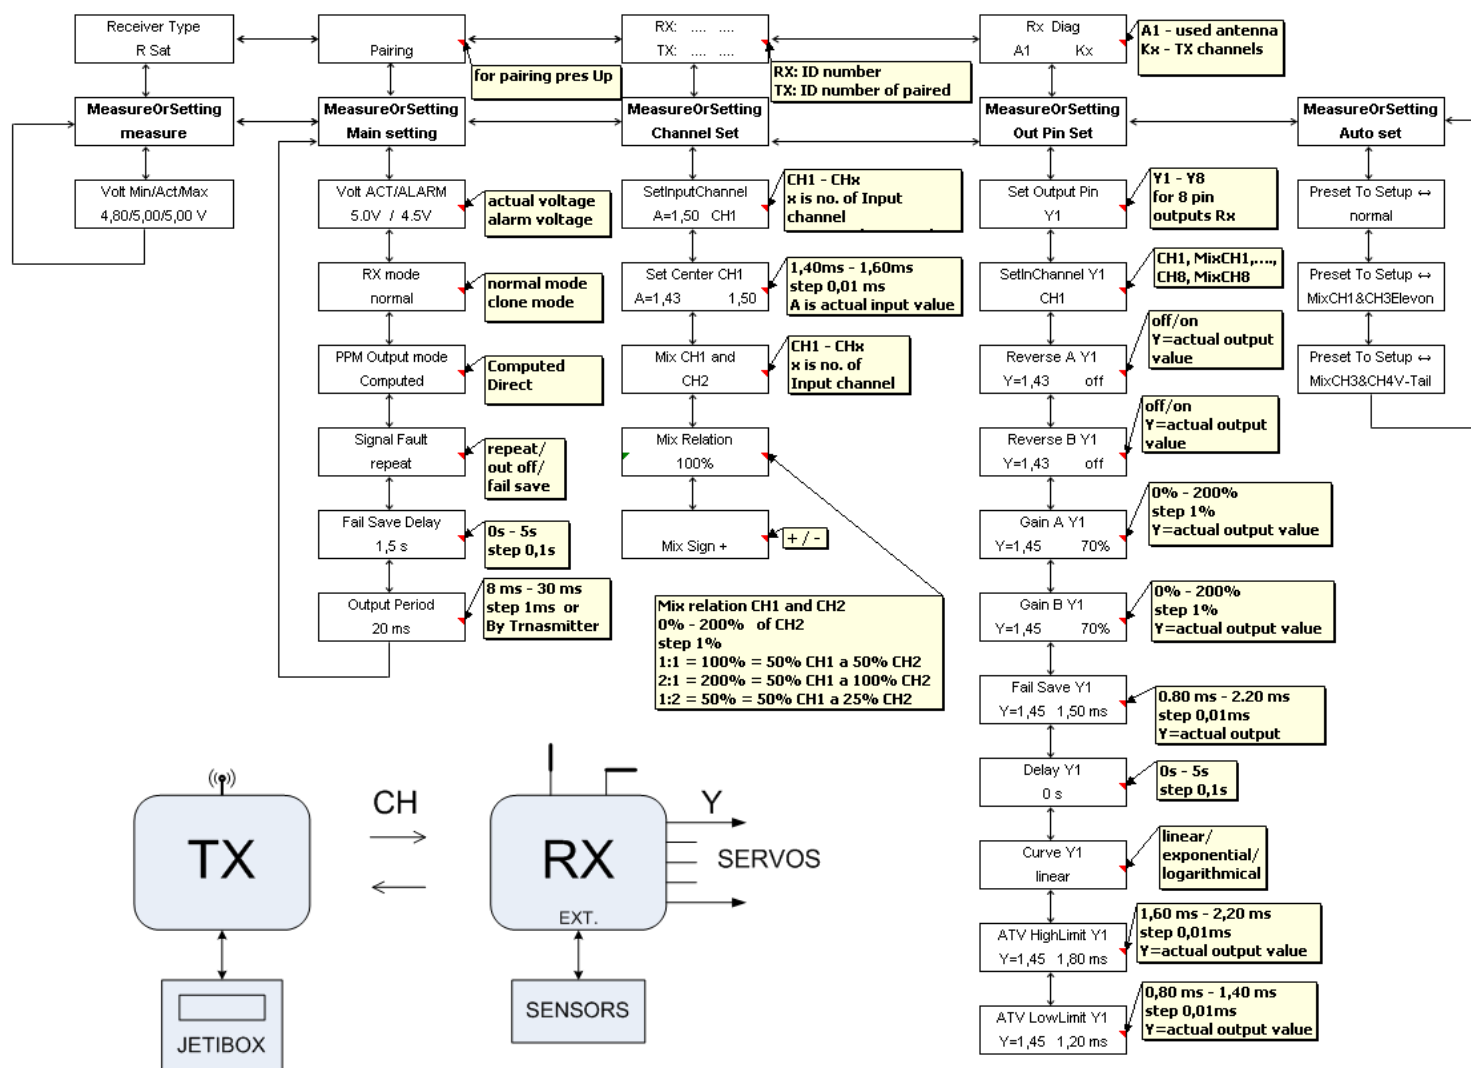 Receiver Type
R Sat
Pairing
for pairing pres Up
RX: .... ....
TX: .... ....
RX: ID number
TX: ID number of paired
Rx Diag
A1 Kx
A1 - used antenna
Kx - TX channels
MeasureOrSetting
measure
Volt Min/Act/Max
4,80/5,00/5,00 V
MeasureOrSetting
Main setting
Volt ACT/ALARM
5.0V / 4.5V
actual voltage
alarm voltage
RX mode
normal
normal mode
clone mode
PPM Output mode
Computed
Computed
Direct
Signal Fault
repeat
repeat/
out off/
fail save
Fail Save Delay
1,5 s
0s - 5s
step 0,1s
Output Period
20 ms
8 ms - 30 ms
step 1ms or
By Trnasmitter
MeasureOrSetting
Channel Set
SetInputChannel
A=1,50 CH1
CH1 - CHx
x is no. of Input
channel
Set Center CH1
A=1,43 1,50
1,40ms - 1,60ms
step 0,01 ms
A is actual input value
Mix CH1 and
CH2
CH1 - CHx
x is no. of
Input channel
Mix Relation
100%
Mix Sign +
+ / -
Mix relation CH1 and CH2
0% - 200% of CH2
step 1%
1:1 = 100% = 50% CH1 a 50% CH2
2:1 = 200% = 50% CH1 a 100% CH2
1:2 = 50% = 50% CH1 a 25% CH2
MeasureOrSetting
Out Pin Set
Set Output Pin
Y1
Y1 - Y8
for 8 pin
outputs Rx
SetInChannel Y1
CH1
CH1, MixCH1,....,
CH8, MixCH8
Reverse A Y1
Y=1,43 off
off/on
Y=actual output
value
Reverse B Y1
Y=1,43 off
off/on
Y=actual output
value
Gain A Y1
Y=1,45 70%
0% - 200%
step 1%
Y=actual output value
Gain B Y1
Y=1,45 70%
0% - 200%
step 1%
Y=actual output value
Fail Save Y1
Y=1,45 1,50 ms
0.80 ms - 2.20 ms
step 0,01ms
Y=actual output
Delay Y1
0 s
0s - 5s
step 0,1s
Curve Y1
linear
linear/
exponential/
logarithmical
ATV HighLimit Y1
Y=1,45 1,80 ms
1,60 ms - 2,20 ms
step 0,01ms
Y=actual output value
ATV LowLimit Y1
Y=1,45 1,20 ms
0,80 ms - 1,40 ms
step 0,01ms
Y=actual output value
MeasureOrSetting
Auto set
Preset To Setup ↔
normal
Preset To Setup ↔
MixCH1&CH3Elevon
Preset To Setup ↔
MixCH3&CH4V-Tail
TX
CH
RX
EXT.
Y
SERVOS
JETIBOX
SENSORS